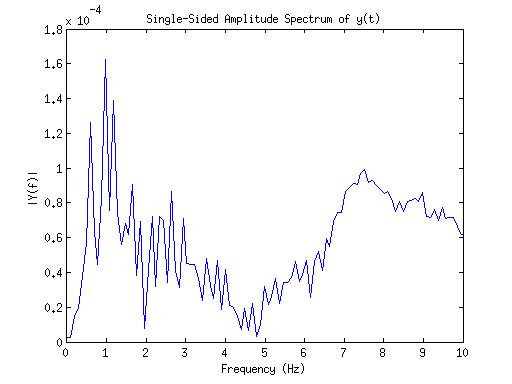 Single-Sided Amplitude Spectrum of y(t)
x 10^-4
1.8
1.6
1.4
1.2
1
0.8
0.6
0.4
0.2
0
|Y(f)|
0 1 2 3 4 5 6 7 8 9 10
Frequency (Hz)